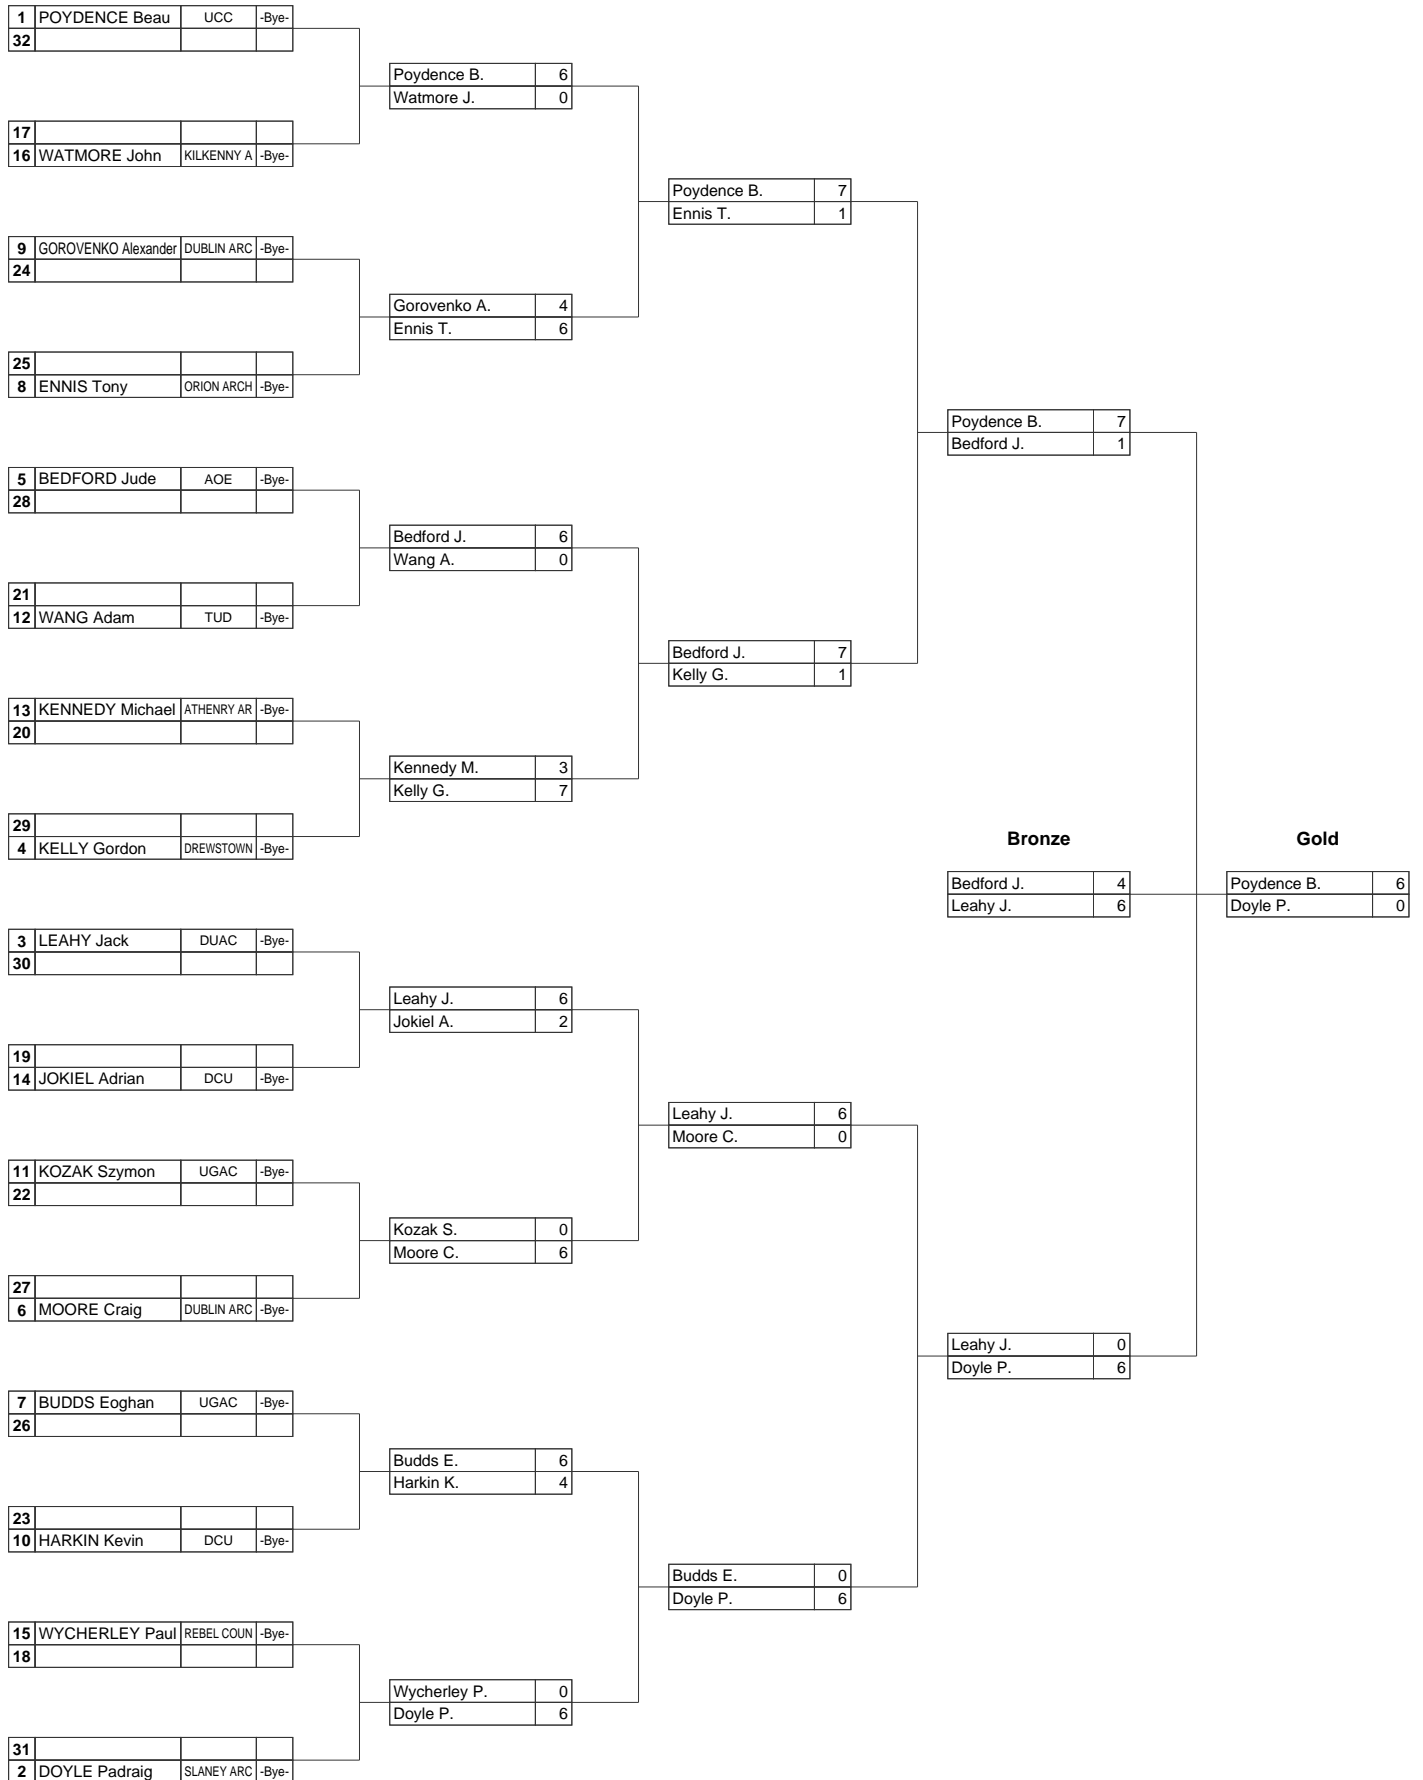 1 POYDENCE Beau UCC -Bye-
32
Poydence B. 6
Watmore J. 0
17
16 WATMORE John KILKENNY A -Bye-
Poydence B. 7
Ennis T. 1
9 GOROVENKO Alexander DUBLIN ARC -Bye-
24
Gorovenko A. 4
Ennis T. 6
25
8 ENNIS Tony ORION ARCH -Bye-
Poydence B. 7
Bedford J. 1
5 BEDFORD Jude AOE -Bye-
28
Bedford J. 6
Wang A. 0
21
12 WANG Adam TUD -Bye-
Bedford J. 7
Kelly G. 1
13 KENNEDY Michael ATHENRY AR -Bye-
20
Kennedy M. 3
Kelly G. 7
29
4 KELLY Gordon DREWSTOWN -Bye-
Bronze Gold
Bedford J. 4 Poydence B. 6
Leahy J. 6 Doyle P. 0
3 LEAHY Jack DUAC -Bye-
30
Leahy J. 6
Jokiel A. 2
19
14 JOKIEL Adrian DCU -Bye-
Leahy J. 6
Moore C. 0
11 KOZAK Szymon UGAC -Bye-
22
Kozak S. 0
Moore C. 6
27
6 MOORE Craig DUBLIN ARC -Bye-
Leahy J. 0
Doyle P. 6
7 BUDDS Eoghan UGAC -Bye-
26
Budds E. 6
Harkin K. 4
23
10 HARKIN Kevin DCU -Bye-
Budds E. 0
Doyle P. 6
15 WYCHERLEY Paul REBEL COUN -Bye-
18
Wycherley P. 0
Doyle P. 6
31
2 DOYLE Padraig SLANEY ARC -Bye-